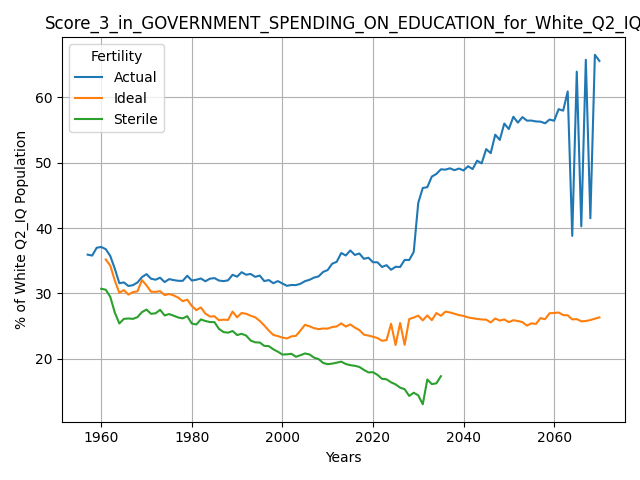 Score_3_in_GOVERNMENT_SPENDING_ON_EDUCATION_for_White_Q2_IQ
Fertility
Actual
Ideal
Sterile
% of White Q2_IQ Population
60
50
40
30
20
1960 1980 2000 2020 2040 2060
Years